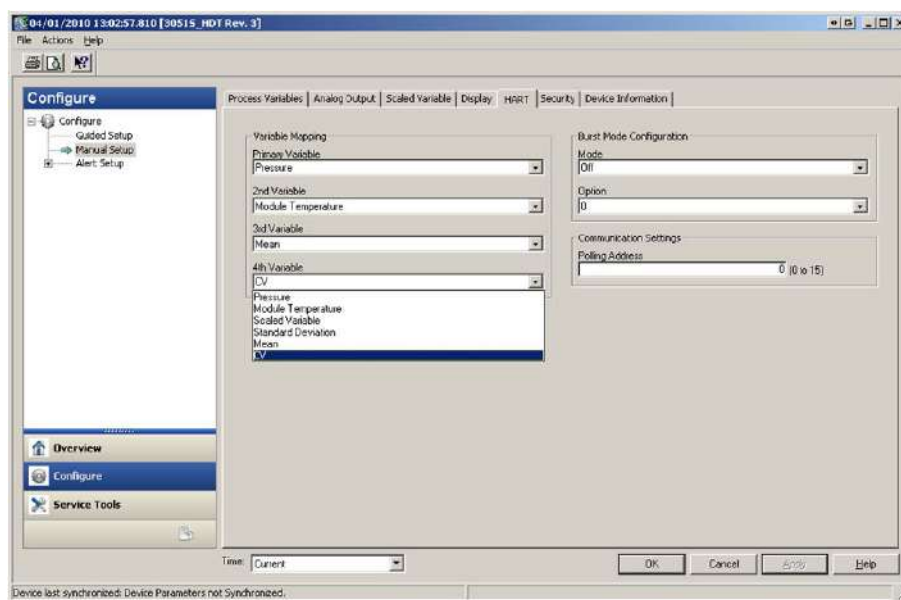 04/01/2010 13:02:57.810 [3051S_HDT Rev. 3]
File Actions Help
Configure
Configure
Guided Setup
Manual Setup
Alert Setup
Overview
Configure
Service Tools
Process Variables Analog Output Scaled Variable Display HART Security Device Information
Variable Mapping
Primary Variable
Pressure
2nd Variable
Module Temperature
3rd Variable
Mean
4th Variable
CV
Pressure
Module Temperature
Scaled Variable
Standard Deviation
Mean
CV
Burst Mode Configuration
Mode
Off
Option
0
Communication Settings
Polling Address
0 (0 to 15)
Time: Current
OK Cancel Apply Help
Device last synchronized: Device Parameters not Synchronized.